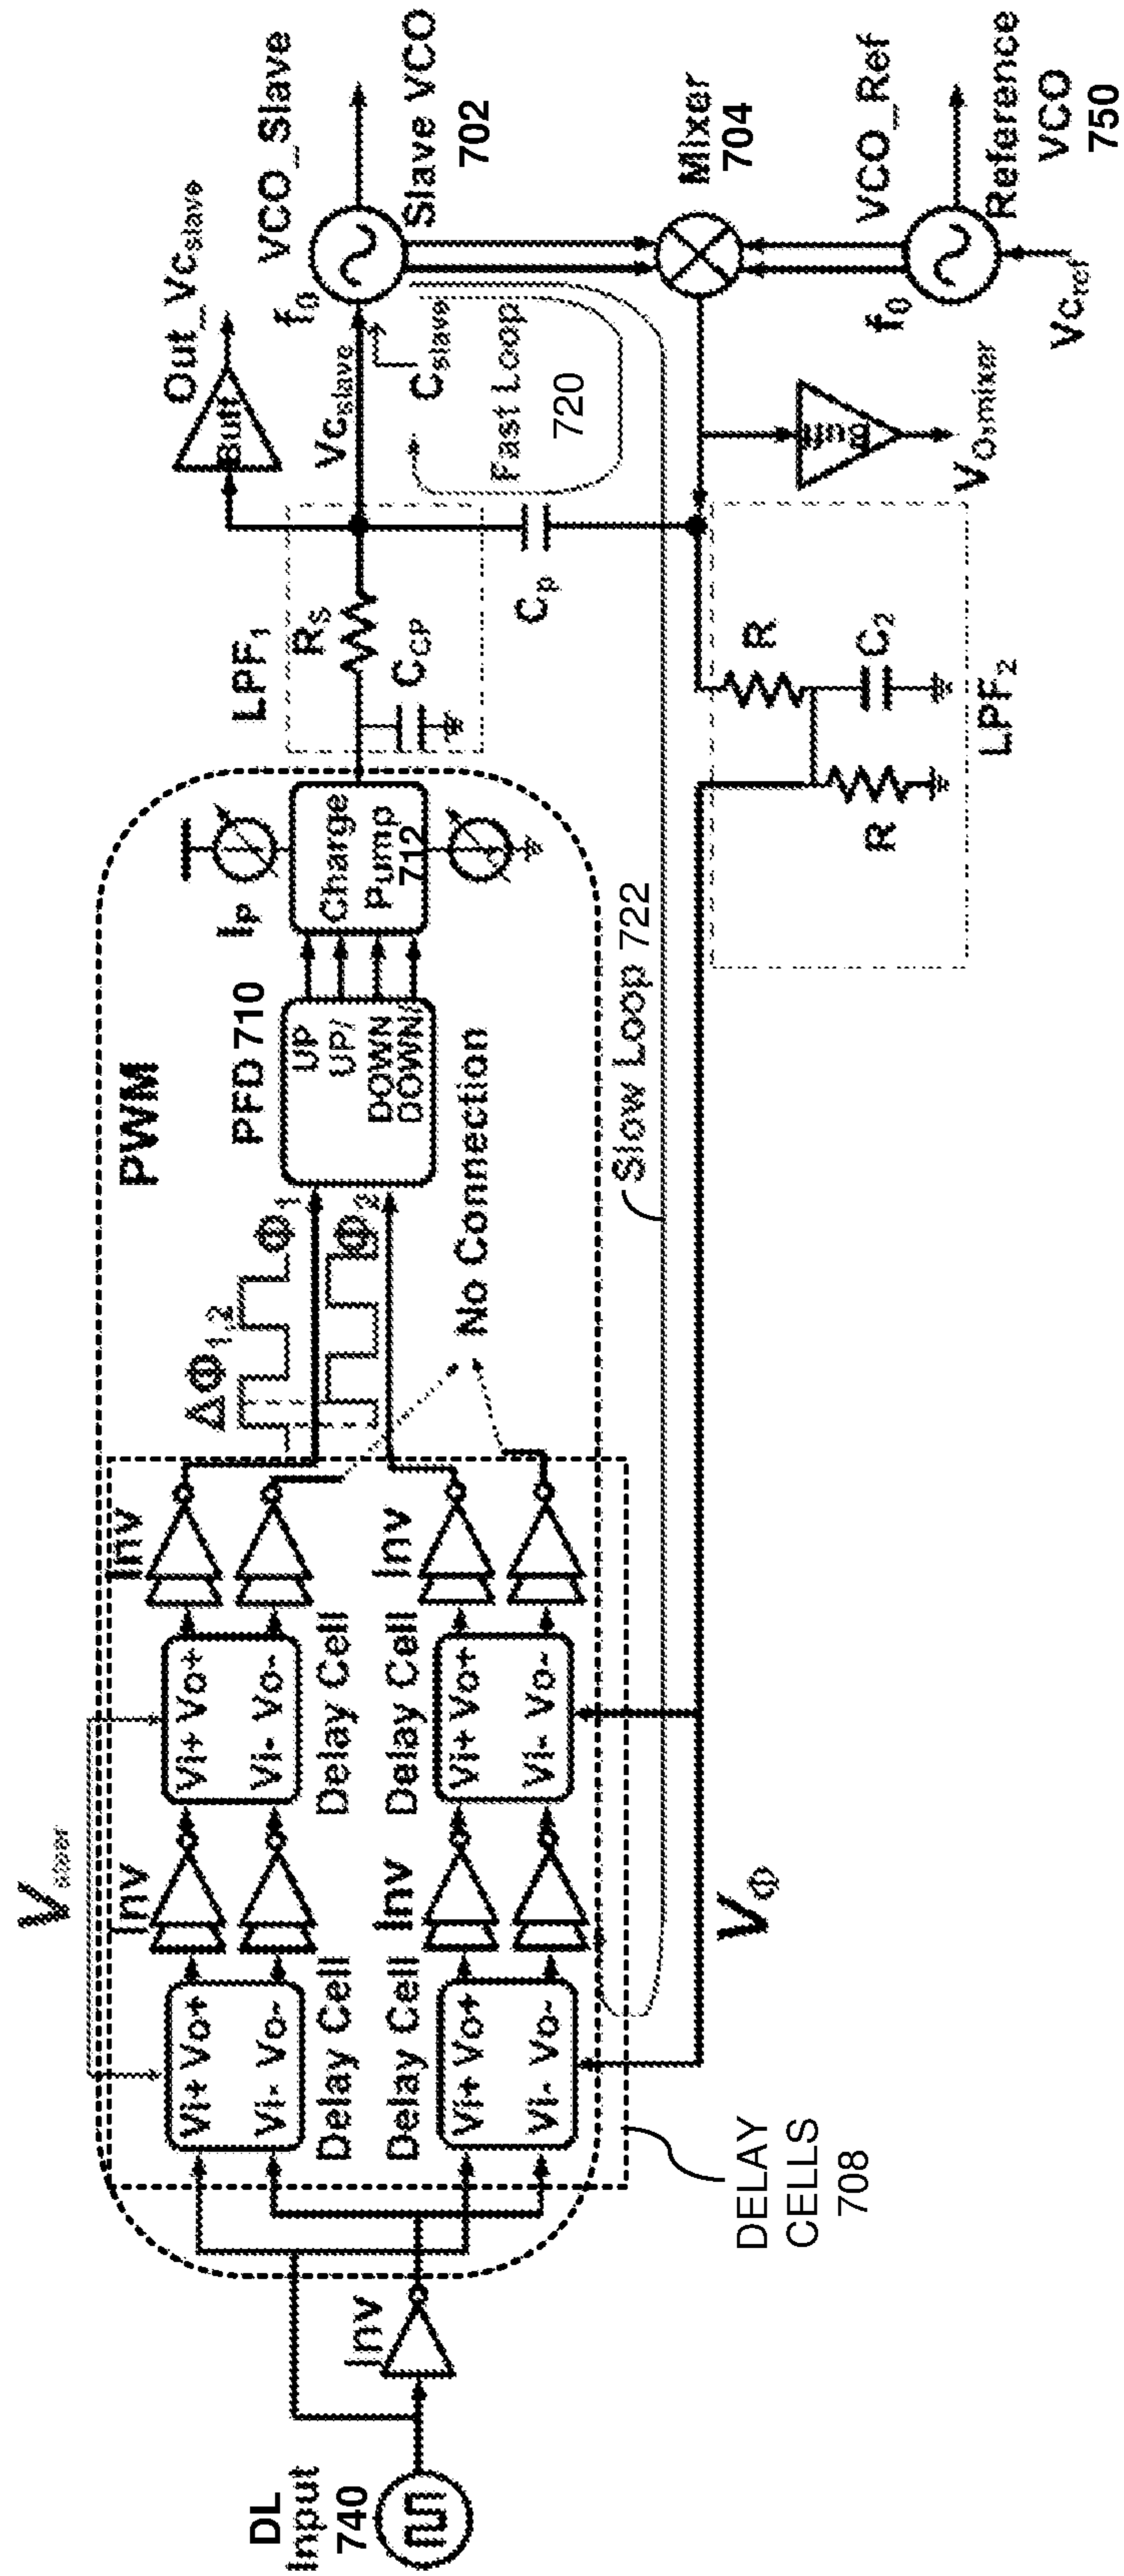 DL
Input
740
Inv
DELAY
CELLS
708
V
Inv
Vi+ Vo+
Vi- Vo-
Delay Cell
Inv
Vi+ Vo+
Vi- Vo-
Delay Cell
Inv
Delay Cell
Vi+ Vo+
Vi- Vo-
Inv
Delay Cell
Vi+ Vo+
Vi- Vo-
VΦ
PWM
ΔΦ1,2
Φ1
Φ2
No Connection
PFD 710
UP
UP/
DOWN
DOWN/
IP
Charge
Pump
712
Slow Loop 722
LPF1
RS
CCP
Cp
R
R
C2
LPF2
Buff
Out_Vcslave
Vcslave
Cslave
Fast Loop
720
f0
VCO_Slave
Slave VCO
702
Mixer
704
VO,mixer
f0
VCO_Ref
Reference
VCO
750
Vcref